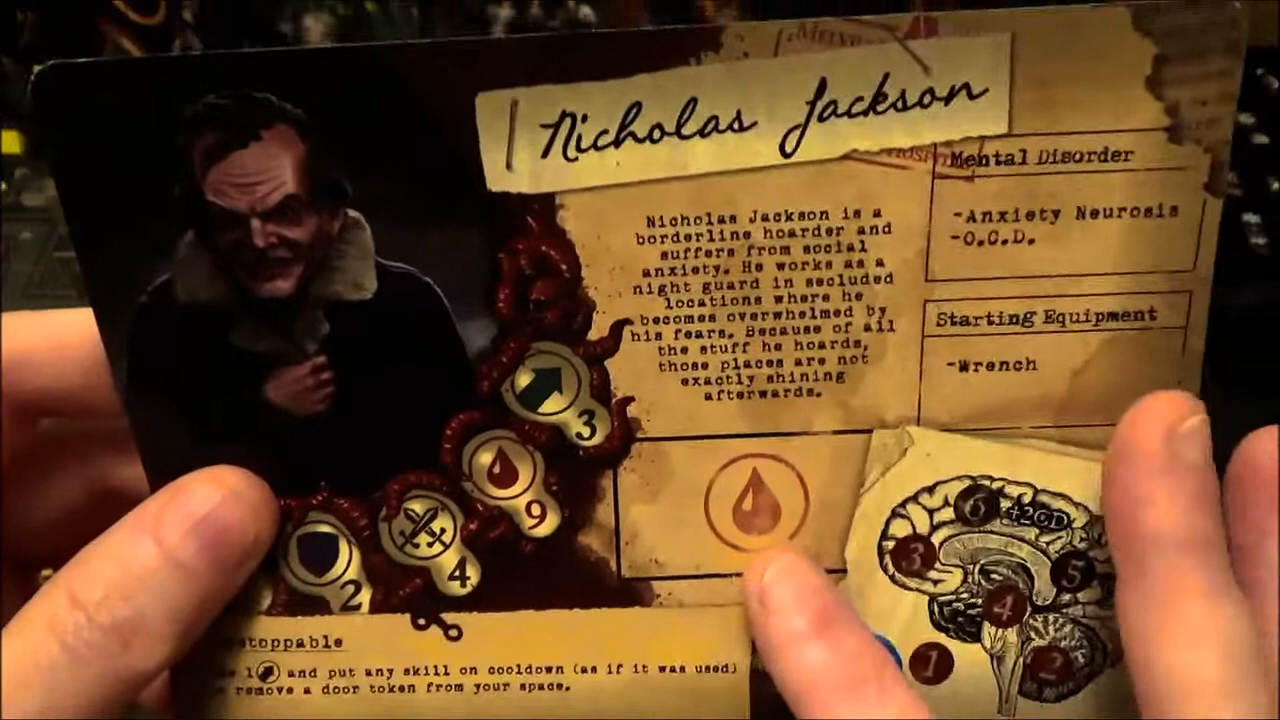 Nicholas Jackson
Mental Disorder
-Anxiety Neurosis
-O.C.D.
Nicholas Jackson is a
borderline hoarder and
suffers from social
anxiety. He works as a
night guard in secluded
locations where he
becomes overwhelmed by
his fears. Because of all
the stuff he hoards,
those places are not
exactly shining
afterwards.
Starting Equipment
-Wrench
3
9
4
2
6 +2CD
3
5
4
1
2
stoppable
1 and put any skill on cooldown (as if it was used)
remove a door token from your space.